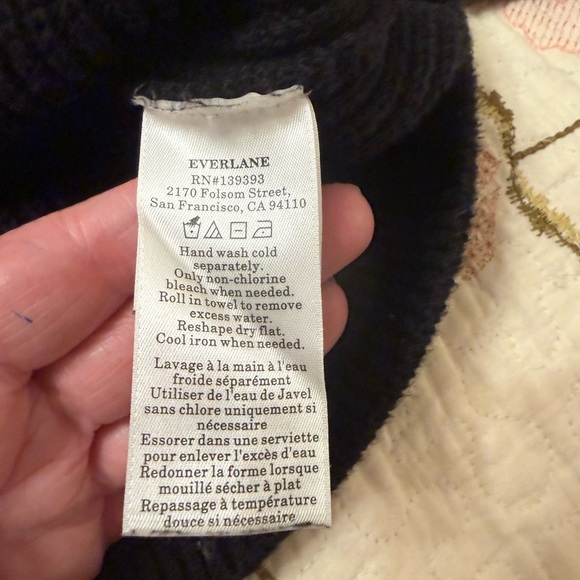 EVERLANE
RN#139393
2170 Folsom Street,
San Francisco, CA 94110
Hand wash cold
separately.
Only non-chlorine
bleach when needed.
Roll in towel to remove
excess water.
Reshape dry flat.
Cool iron when needed.
Lavage à la main à l'eau
froide séparément
Utiliser de l'eau de Javel
sans chlore uniquement si
nécessaire
Essorer dans une serviette
pour enlever l'excès d'eau
Redonner la forme lorsque
mouillé sécher à plat
Repassage à température
douce si nécessaire